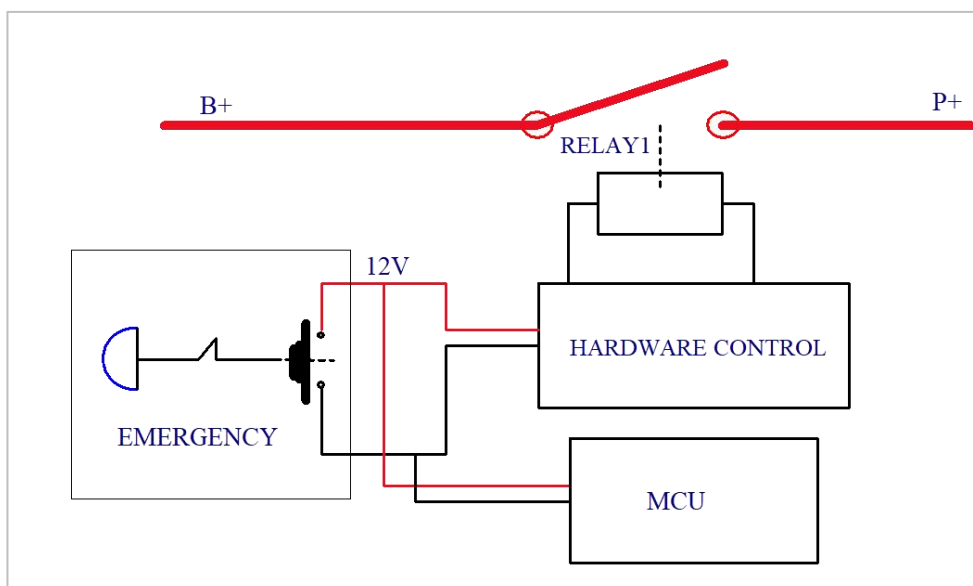 B+
P+
RELAY1
12V
HARDWARE CONTROL
EMERGENCY
MCU